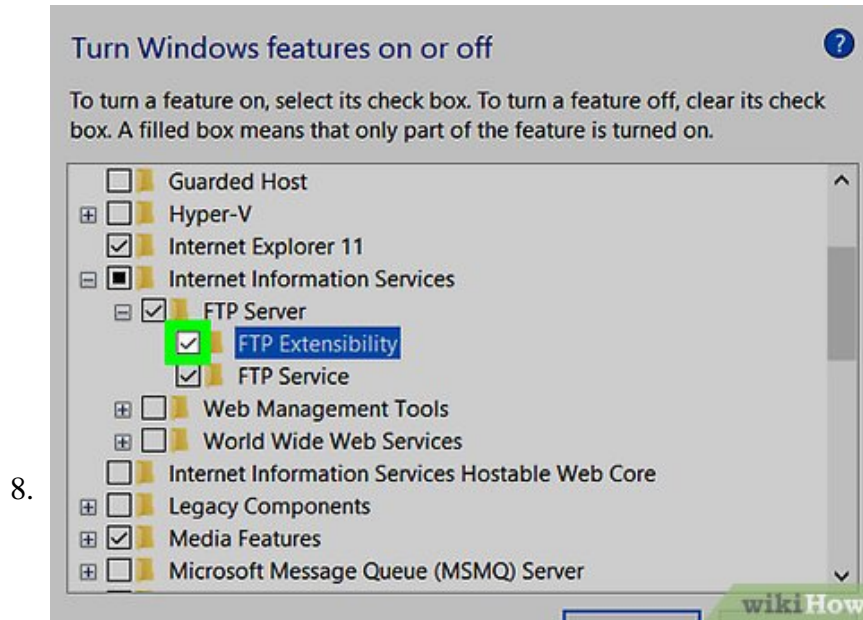 Turn Windows features on or off
?
To turn a feature on, select its check box. To turn a feature off, clear its check
box. A filled box means that only part of the feature is turned on.
Guarded Host
Hyper-V
Internet Explorer 11
Internet Information Services
FTP Server
FTP Extensibility
FTP Service
Web Management Tools
World Wide Web Services
8.
Internet Information Services Hostable Web Core
Legacy Components
Media Features
Microsoft Message Queue (MSMQ) Server
wikiHow